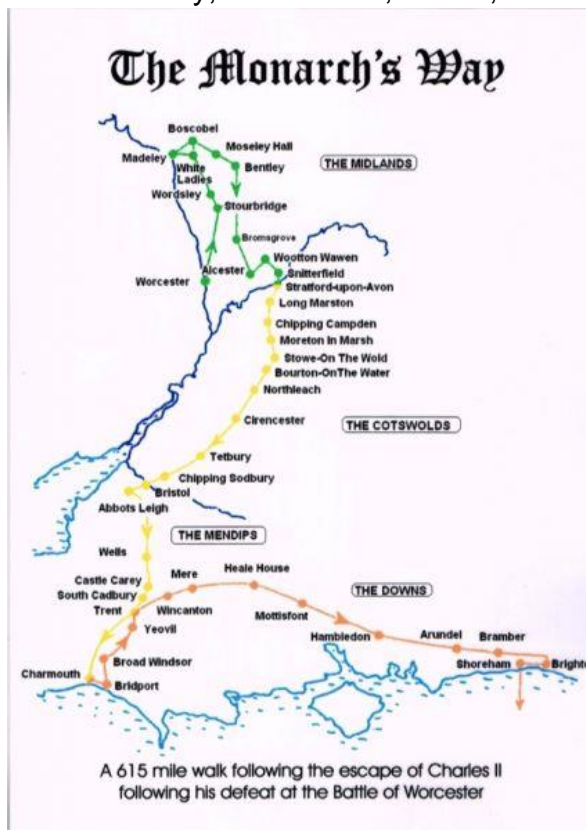 The Monarch's Way
Boscobel
Moseley Hall
Madeley
White
Ladies
Bentley
THE MIDLANDS
Wordsley
Stourbridge
Bromsgrove
Wootton Wawen
Worcester
Alcester
Snitterfield
Stratford-upon-Avon
Long Marston
Chipping Campden
Moreton In Marsh
Stowe-On The Wold
Bourton-OnThe Water
Northleach
Cirencester
THE COTSWOLDS
Tetbury
Chipping Sodbury
Bristol
Abbots Leigh
THE MENDIPS
Wells
Castle Carey
Mere
Heale House
THE DOWNS
South Cadbury
Trent
Wincanton
Mottisfont
Yeovil
Hambledon
Arundel
Bramber
Broad Windsor
Shoreham
Brighto
Charmouth
Bridport
A 615 mile walk following the escape of Charles II
following his defeat at the Battle of Worcester